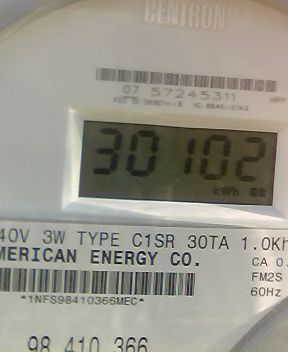 CENTRON®
07 57245311
30102
kWh
40V 3W TYPE C1SR 30TA 1.0Kh
MERICAN ENERGY CO.
CA 0.
FM2S
*1NFS98410366MEC*
60Hz
98 410 366